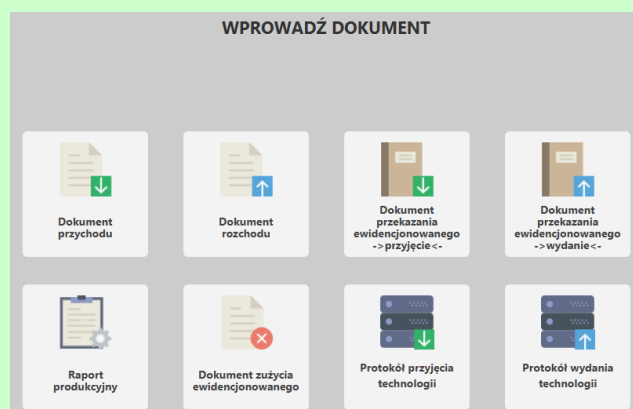 WPROWADŹ DOKUMENT
Dokument
przychodu
Dokument
rozchodu
Dokument
przekazania
ewidencjonowanego
->przyjęcie<-
Dokument
przekazania
ewidencjonowanego
->wydanie<-
Raport
produkcyjny
Dokument zużycia
ewidencjonowanego
Protokół przyjęcia
technologii
Protokół wydania
technologii